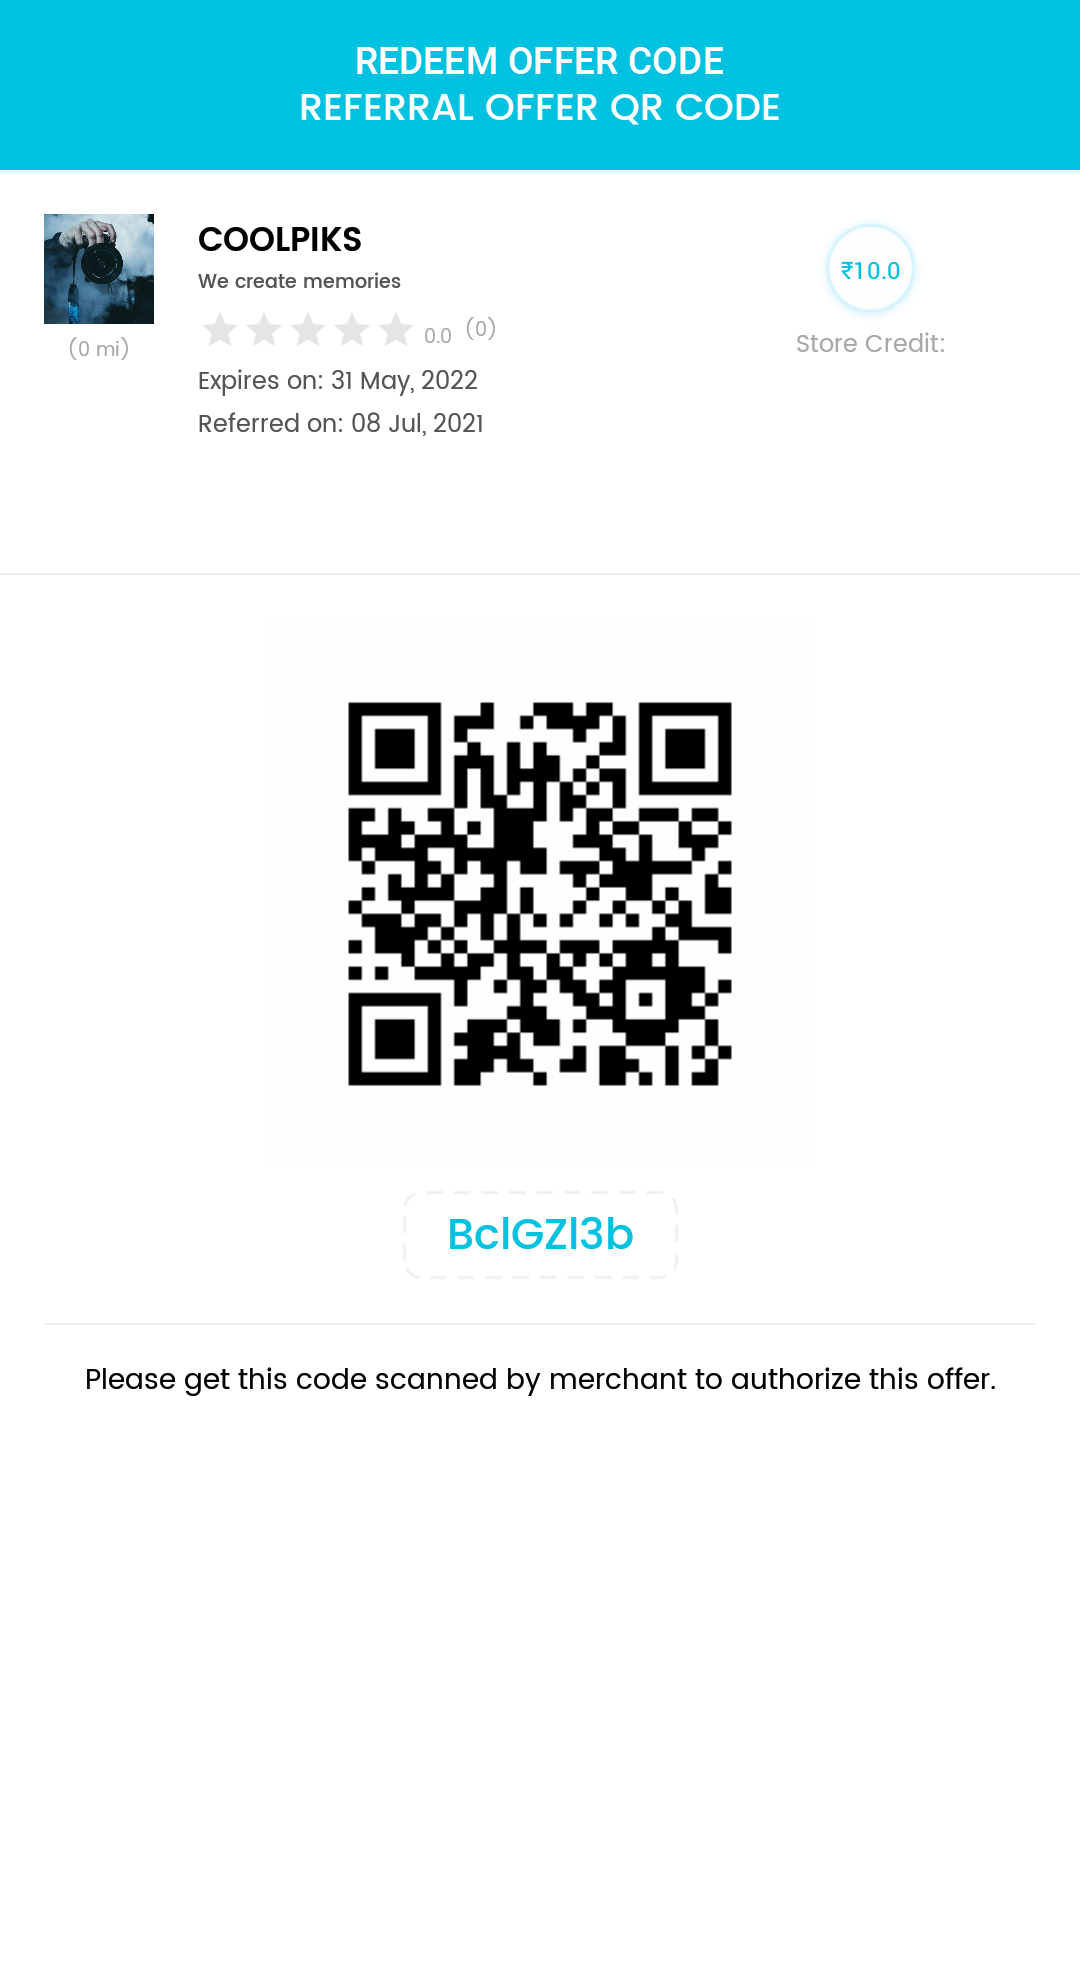 REDEEM OFFER CODE
REFERRAL OFFER QR CODE
COOLPIKS
We create memories
0.0 (0)
(0 mi)
Expires on: 31 May, 2022
Referred on: 08 Jul, 2021
₹10.0
Store Credit:
BclGZl3b
Please get this code scanned by merchant to authorize this offer.